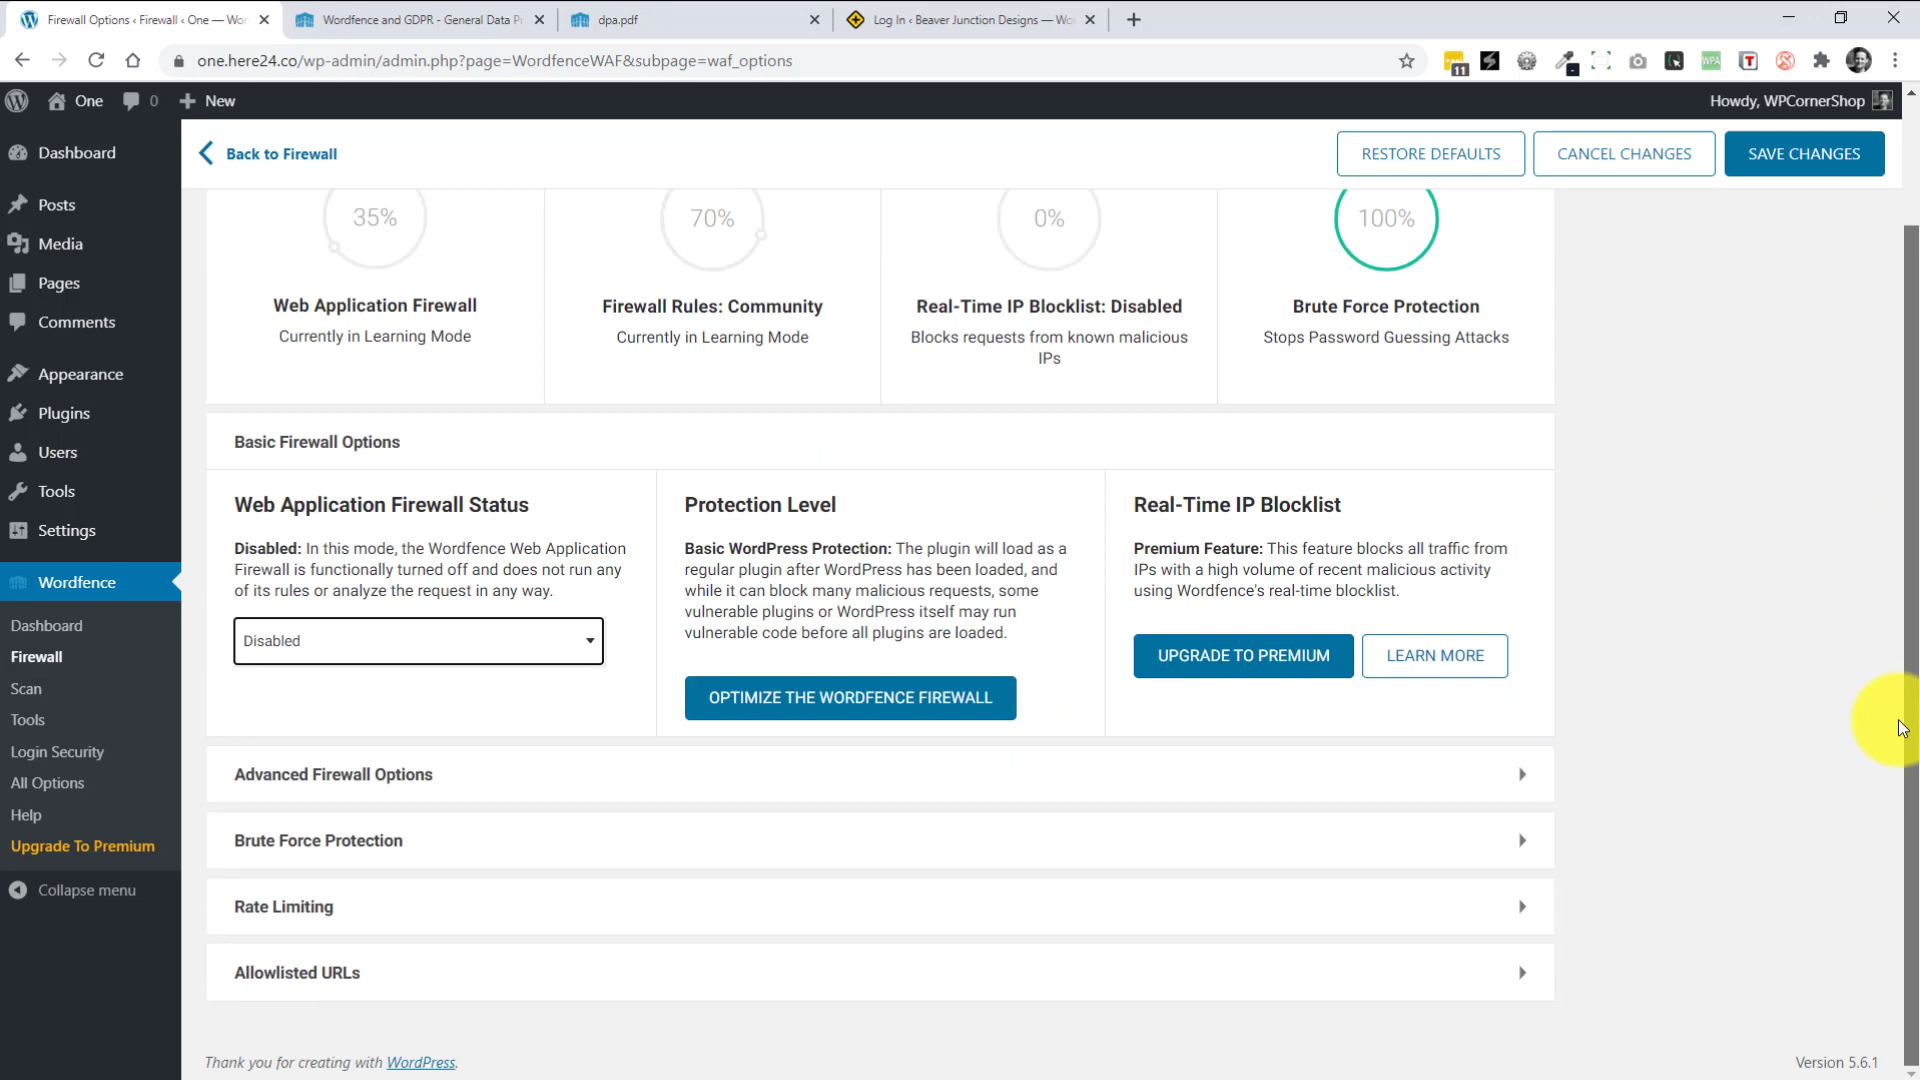 Firewall Options ‹ Firewall ‹ One — Wor
Wordfence and GDPR - General Data P
dpa.pdf
Log In ‹ Beaver Junction Designs — Wo
one.here24.co/wp-admin/admin.php?page=WordfenceWAF&subpage=waf_options
11
WPA
T
One
0
New
Howdy, WPCornerShop
Dashboard
Posts
Media
Pages
Comments
Appearance
Plugins
Users
Tools
Settings
Wordfence
Dashboard
Firewall
Scan
Tools
Login Security
All Options
Help
Upgrade To Premium
Collapse menu
Back to Firewall
RESTORE DEFAULTS
CANCEL CHANGES
SAVE CHANGES
35%
Web Application Firewall
Currently in Learning Mode
70%
Firewall Rules: Community
Currently in Learning Mode
0%
Real-Time IP Blocklist: Disabled
Blocks requests from known malicious
IPs
100%
Brute Force Protection
Stops Password Guessing Attacks
Basic Firewall Options
Web Application Firewall Status
Disabled: In this mode, the Wordfence Web Application
Firewall is functionally turned off and does not run any
of its rules or analyze the request in any way.
Disabled
Protection Level
Basic WordPress Protection: The plugin will load as a
regular plugin after WordPress has been loaded, and
while it can block many malicious requests, some
vulnerable plugins or WordPress itself may run
vulnerable code before all plugins are loaded.
OPTIMIZE THE WORDFENCE FIREWALL
Real-Time IP Blocklist
Premium Feature: This feature blocks all traffic from
IPs with a high volume of recent malicious activity
using Wordfence's real-time blocklist.
UPGRADE TO PREMIUM
LEARN MORE
Advanced Firewall Options
Brute Force Protection
Rate Limiting
Allowlisted URLs
Thank you for creating with WordPress.
Version 5.6.1